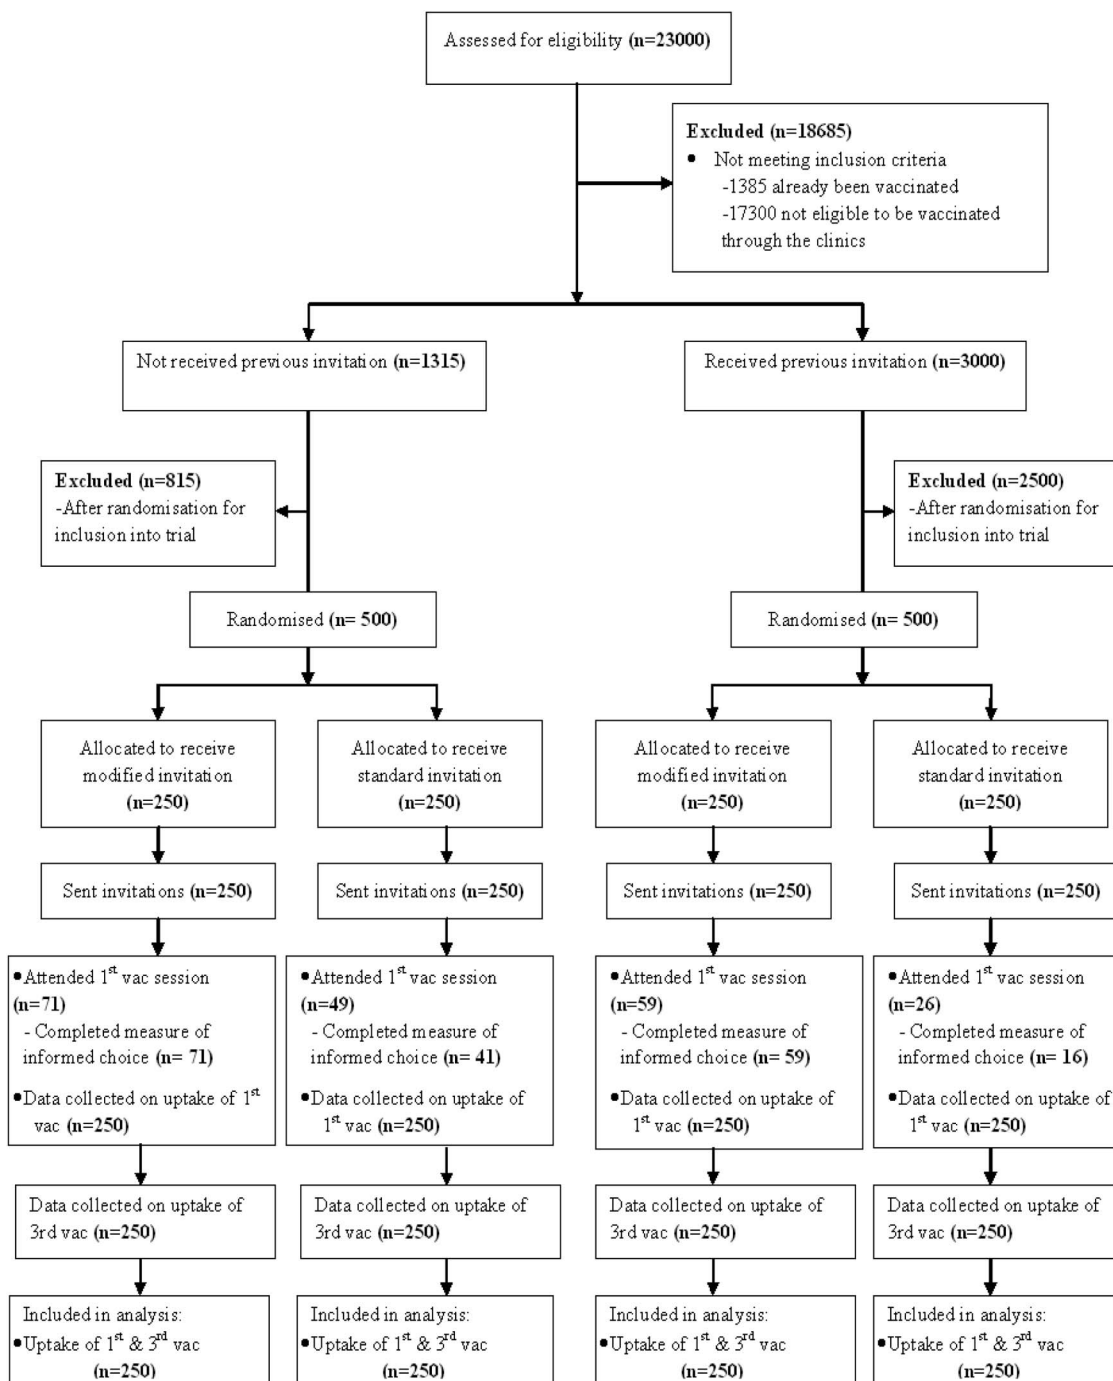 Assessed for eligibility (n=23000)
Excluded (n=18685)
● Not meeting inclusion criteria
-1385 already been vaccinated
-17300 not eligible to be vaccinated
through the clinics
Not received previous invitation (n=1315)
Received previous invitation (n=3000)
Excluded (n=815)
-After randomisation for
inclusion into trial
Excluded (n=2500)
-After randomisation for
inclusion into trial
Randomised (n= 500)
Randomised (n= 500)
Allocated to receive
modified invitation
(n=250)
Allocated to receive
standard invitation
(n=250)
Allocated to receive
modified invitation
(n=250)
Allocated to receive
standard invitation
(n=250)
Sent invitations (n=250)
Sent invitations (n=250)
Sent invitations (n=250)
Sent invitations (n=250)
●Attended 1st vac session
(n=71)
- Completed measure of
informed choice (n= 71)
●Data collected on uptake of 1st
vac (n=250)
●Attended 1st vac session
(n=49)
- Completed measure of
informed choice (n= 41)
●Data collected on uptake of
1st vac (n=250)
●Attended 1st vac session
(n=59)
- Completed measure of
informed choice (n= 59)
●Data collected on uptake of
1st vac (n=250)
●Attended 1st vac session
(n=26)
- Completed measure of
informed choice (n= 16)
●Data collected on uptake of
1st vac (n=250)
Data collected on uptake of
3rd vac (n=250)
Data collected on uptake of
3rd vac (n=250)
Data collected on uptake of
3rd vac (n=250)
Data collected on uptake of
3rd vac (n=250)
Included in analysis:
●Uptake of 1st & 3rd vac
(n=250)
Included in analysis:
●Uptake of 1st & 3rd vac
(n=250)
Included in analysis:
●Uptake of 1st & 3rd vac
(n=250)
Included in analysis:
●Uptake of 1st & 3rd vac
(n=250)